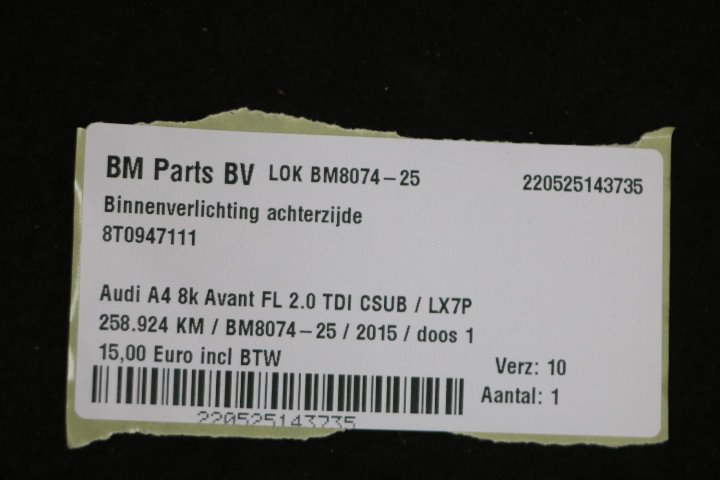 BM Parts BV LOK BM8074-25 220525143735
Binnenverlichting achterzijde
8T0947111
Audi A4 8k Avant FL 2.0 TDI CSUB / LX7P
258.924 KM / BM8074-25 / 2015 / doos 1
15,00 Euro incl BTW Verz: 10
Aantal: 1
220525143735